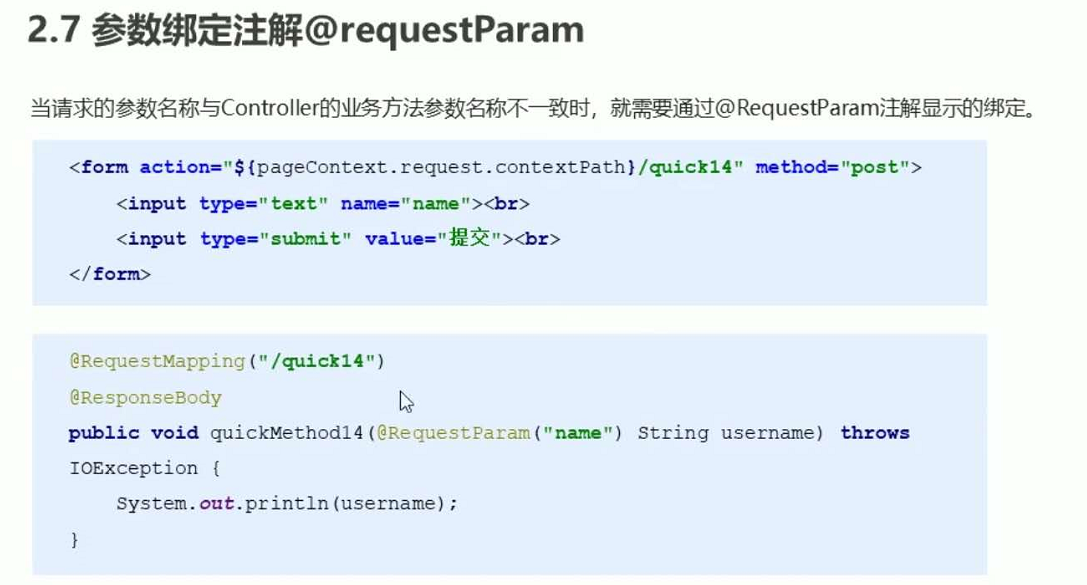 2.7 参数绑定注解@requestParam
当请求的参数名称与Controller的业务方法参数名称不一致时，就需要通过@RequestParam注解显示的绑定。
<form action="${pageContext.request.contextPath}/quick14" method="post">
    <input type="text" name="name"><br>
    <input type="submit" value="提交"><br>
</form>
@RequestMapping("/quick14")
@ResponseBody
public void quickMethod14(@RequestParam("name") String username) throws
IOException {
    System.out.println(username);
}